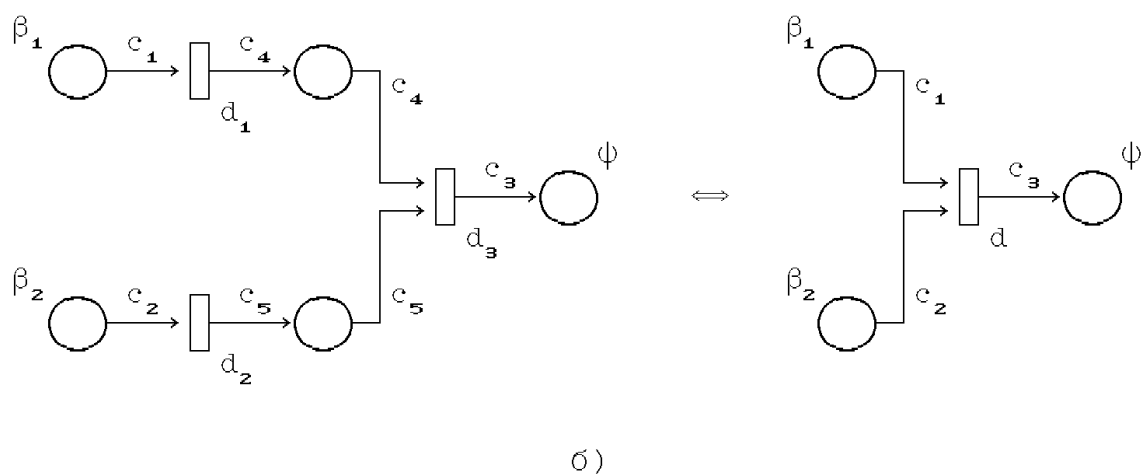 β₁ c₁ c₄ β₁
d₁ c₄ c₁
c₃ ψ ⇔ c₃ ψ
d₃ d
β₂ c₂ c₅ c₅ β₂ c₂
d₂
б)